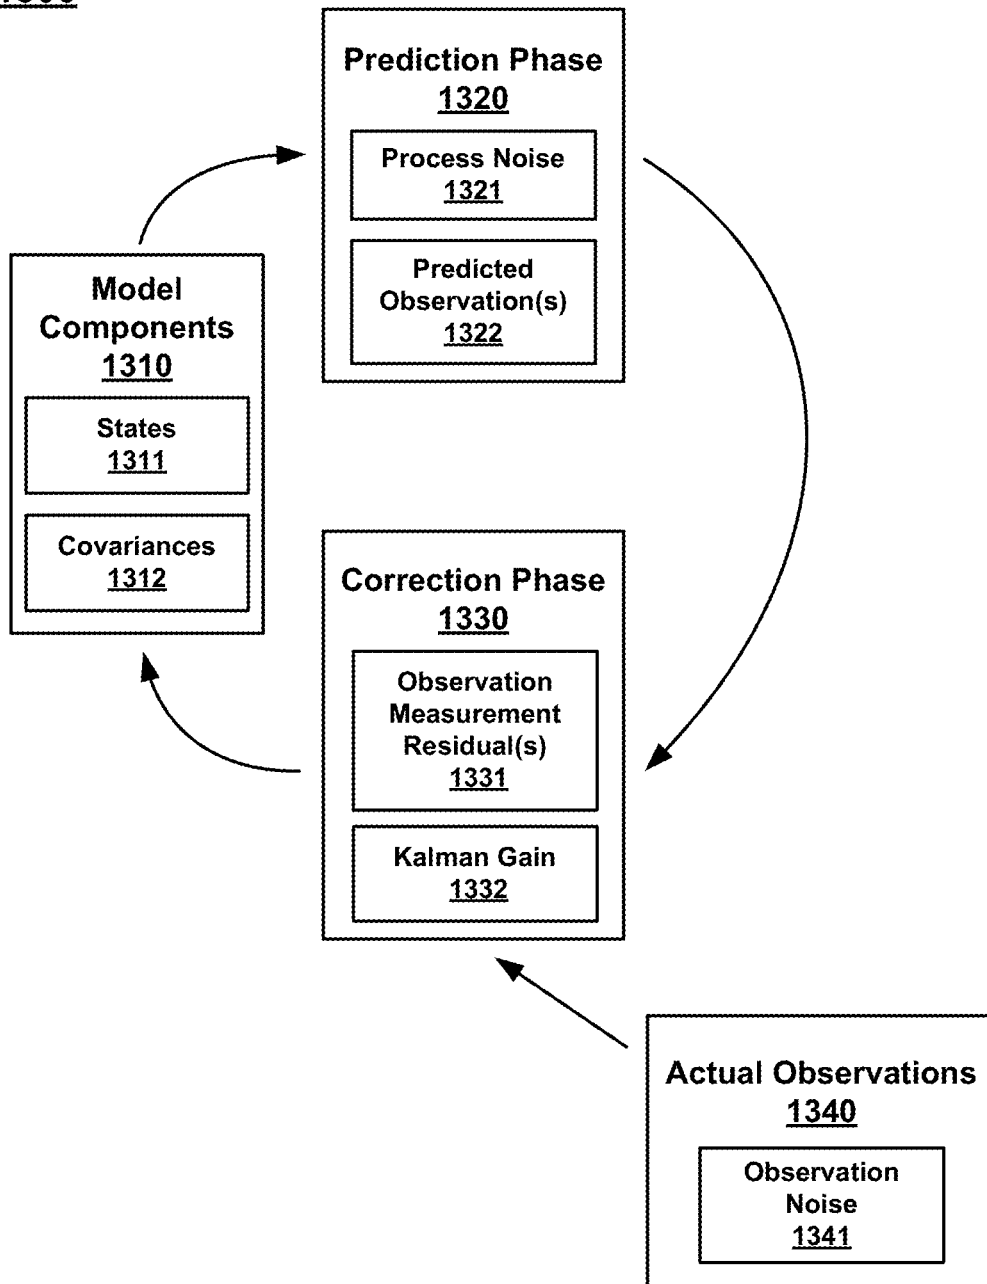 Prediction Phase
1320
Process Noise
1321
Predicted
Observation(s)
1322
Model
Components
1310
States
1311
Covariances
1312
Correction Phase
1330
Observation
Measurement
Residual(s)
1331
Kalman Gain
1332
Actual Observations
1340
Observation
Noise
1341